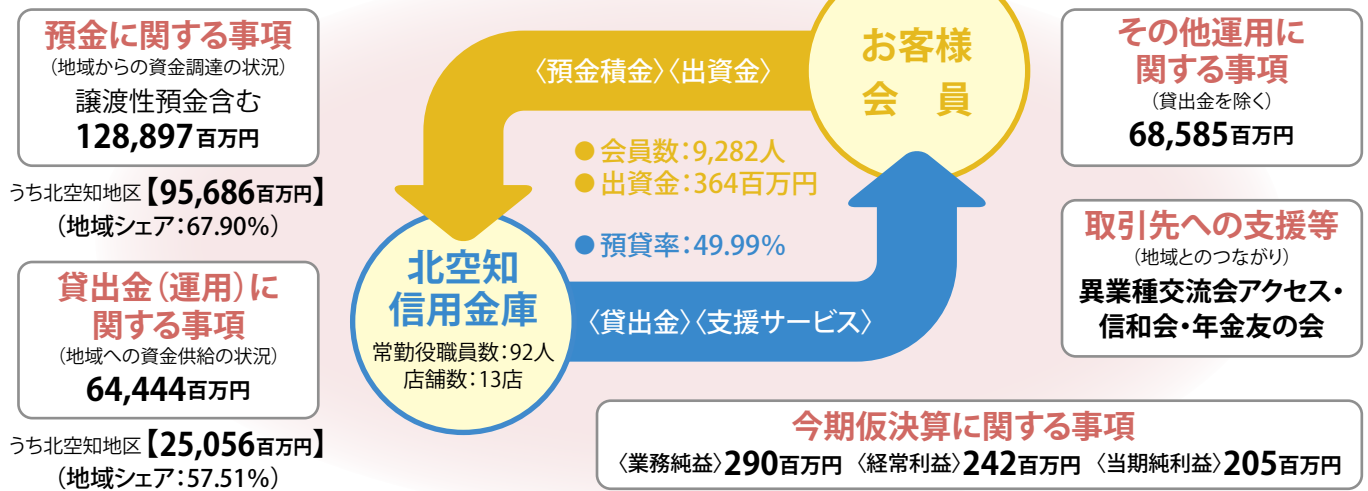 預金に関する事項
(地域からの資金調達の状況)
譲渡性預金含む
128,897百万円
うち北空知地区【95,686百万円】
(地域シェア:67.90%)
貸出金(運用)に
関する事項
(地域への資金供給の状況)
64,444百万円
うち北空知地区【25,056百万円】
(地域シェア:57.51%)
〈預金積金〉〈出資金〉
お客様
会 員
●会員数:9,282人
●出資金:364百万円
●預貸率:49.99%
北空知
信用金庫
常勤役職員数:92人
店舗数:13店
〈貸出金〉〈支援サービス〉
その他運用に
関する事項
(貸出金を除く)
68,585百万円
取引先への支援等
(地域とのつながり)
異業種交流会アクセス・
信和会・年金友の会
今期仮決算に関する事項
〈業務純益〉290百万円 〈経常利益〉242百万円 〈当期純利益〉205百万円